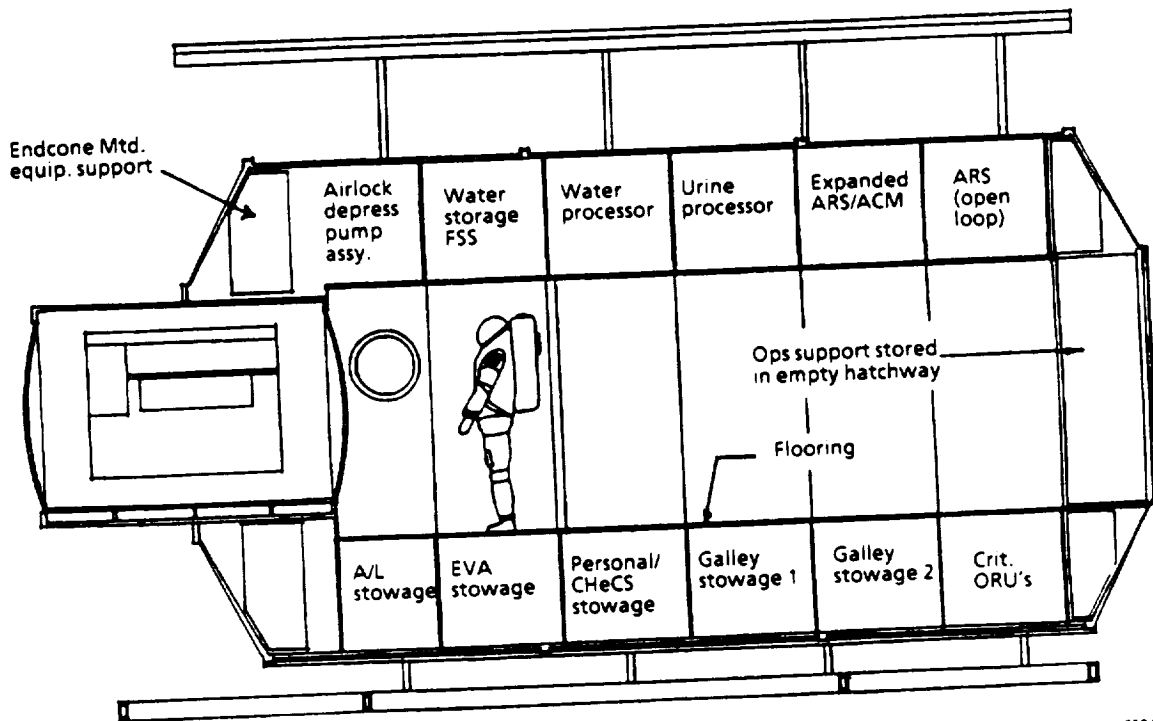 Endcone Mtd.
equip. support
Airlock
depress
pump
assy.
Water
storage
FSS
Water
processor
Urine
processor
Expanded
ARS/ACM
ARS
(open
loop)
Ops support stored
in empty hatchway
Flooring
A/L
stowage
EVA
stowage
Personal/
CHeCS
stowage
Galley
stowage 1
Galley
stowage 2
Crit.
ORU's